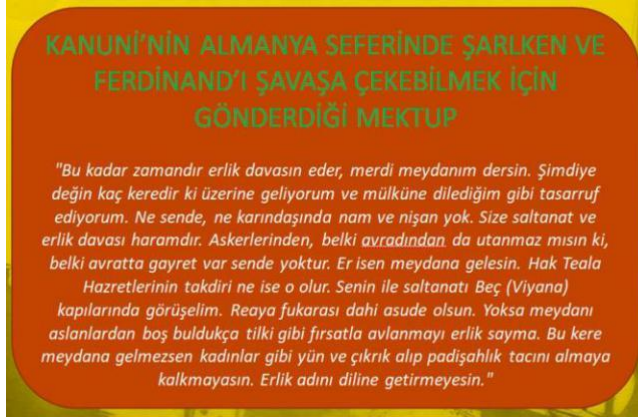 KANUNİ'NİN ALMANYA SEFERİNDE ŞARLKEN VE
FERDİNAND'I ŞAVAŞA ÇEKEBİLMEK İÇİN
GÖNDERDİĞİ MEKTUP
"Bu kadar zamandır erlik davasın eder, merdi meydanım dersin. Şimdiye
değin kaç keredir ki üzerine geliyorum ve mülküne dilediğim gibi tasarruf
ediyorum. Ne sende, ne karındaşında nam ve nişan yok. Size saltanat ve
erlik davası haramdır. Askerlerinden, belki avradından da utanmaz mısın ki,
belki avratta gayret var sende yoktur. Er isen meydana gelesin. Hak Teala
Hazretlerinin takdiri ne ise o olur. Senin ile saltanatı Beç (Viyana)
kapılarında görüşelim. Reaya fukarası dahi asude olsun. Yoksa meydanı
aslanlardan boş buldukça tilki gibi fırsatla avlanmayı erlik sayma. Bu kere
meydana gelmezsen kadınlar gibi yün ve çıkrık alıp padişahlık tacını almaya
kalkmayasın. Erlik adını diline getirmeyesin."